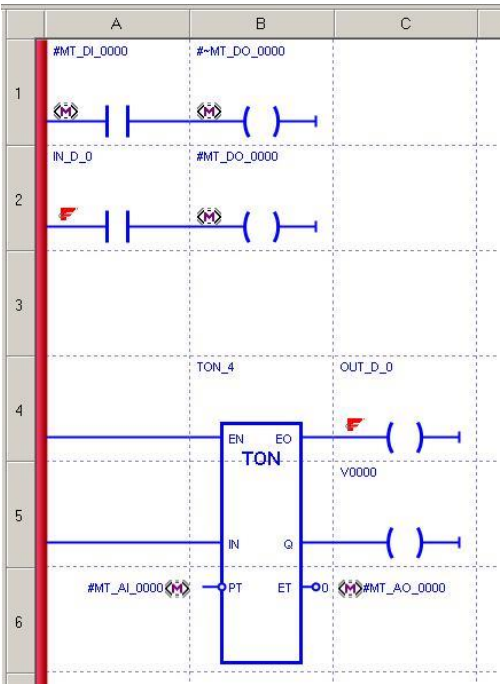 A B C
#MT_DI_0000 #~MT_DO_0000
1
M M
IN_D_0 #MT_DO_0000
2
F M
3
TON_4 OUT_D_0
4
F
EN EO
TON
V0000
5
IN Q
#MT_AI_0000 M PT ET 0 M #MT_AO_0000
6